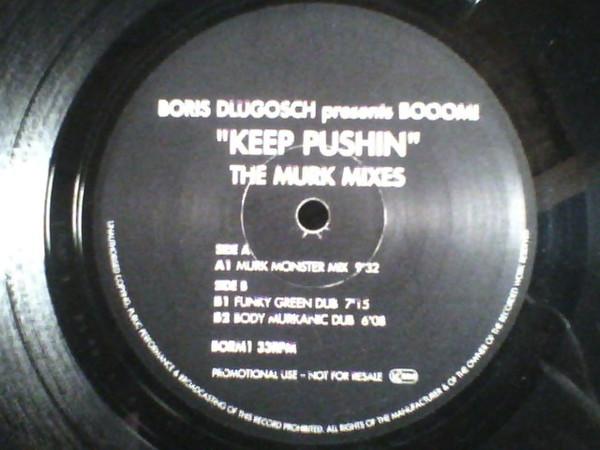 BORIS DLUGOSCH presents BOOOM!
"KEEP PUSHIN"
THE MURK MIXES
SIDE A
A1 MURK MONSTER MIX 9'32
SIDE B
B1 FUNKY GREEN DUB 7'15
B2 BODY MURKANIC DUB 6'08
BORM1 33RPM
PROMOTIONAL USE - NOT FOR RESALE
UNAUTHORISED COPYING, PUBLIC PERFORMANCE & BROADCASTING OF THIS RECORD PROHIBITED. ALL RIGHTS OF THE MANUFACTURER & OF THE OWNER OF THE RECORDED WORK RESERVED